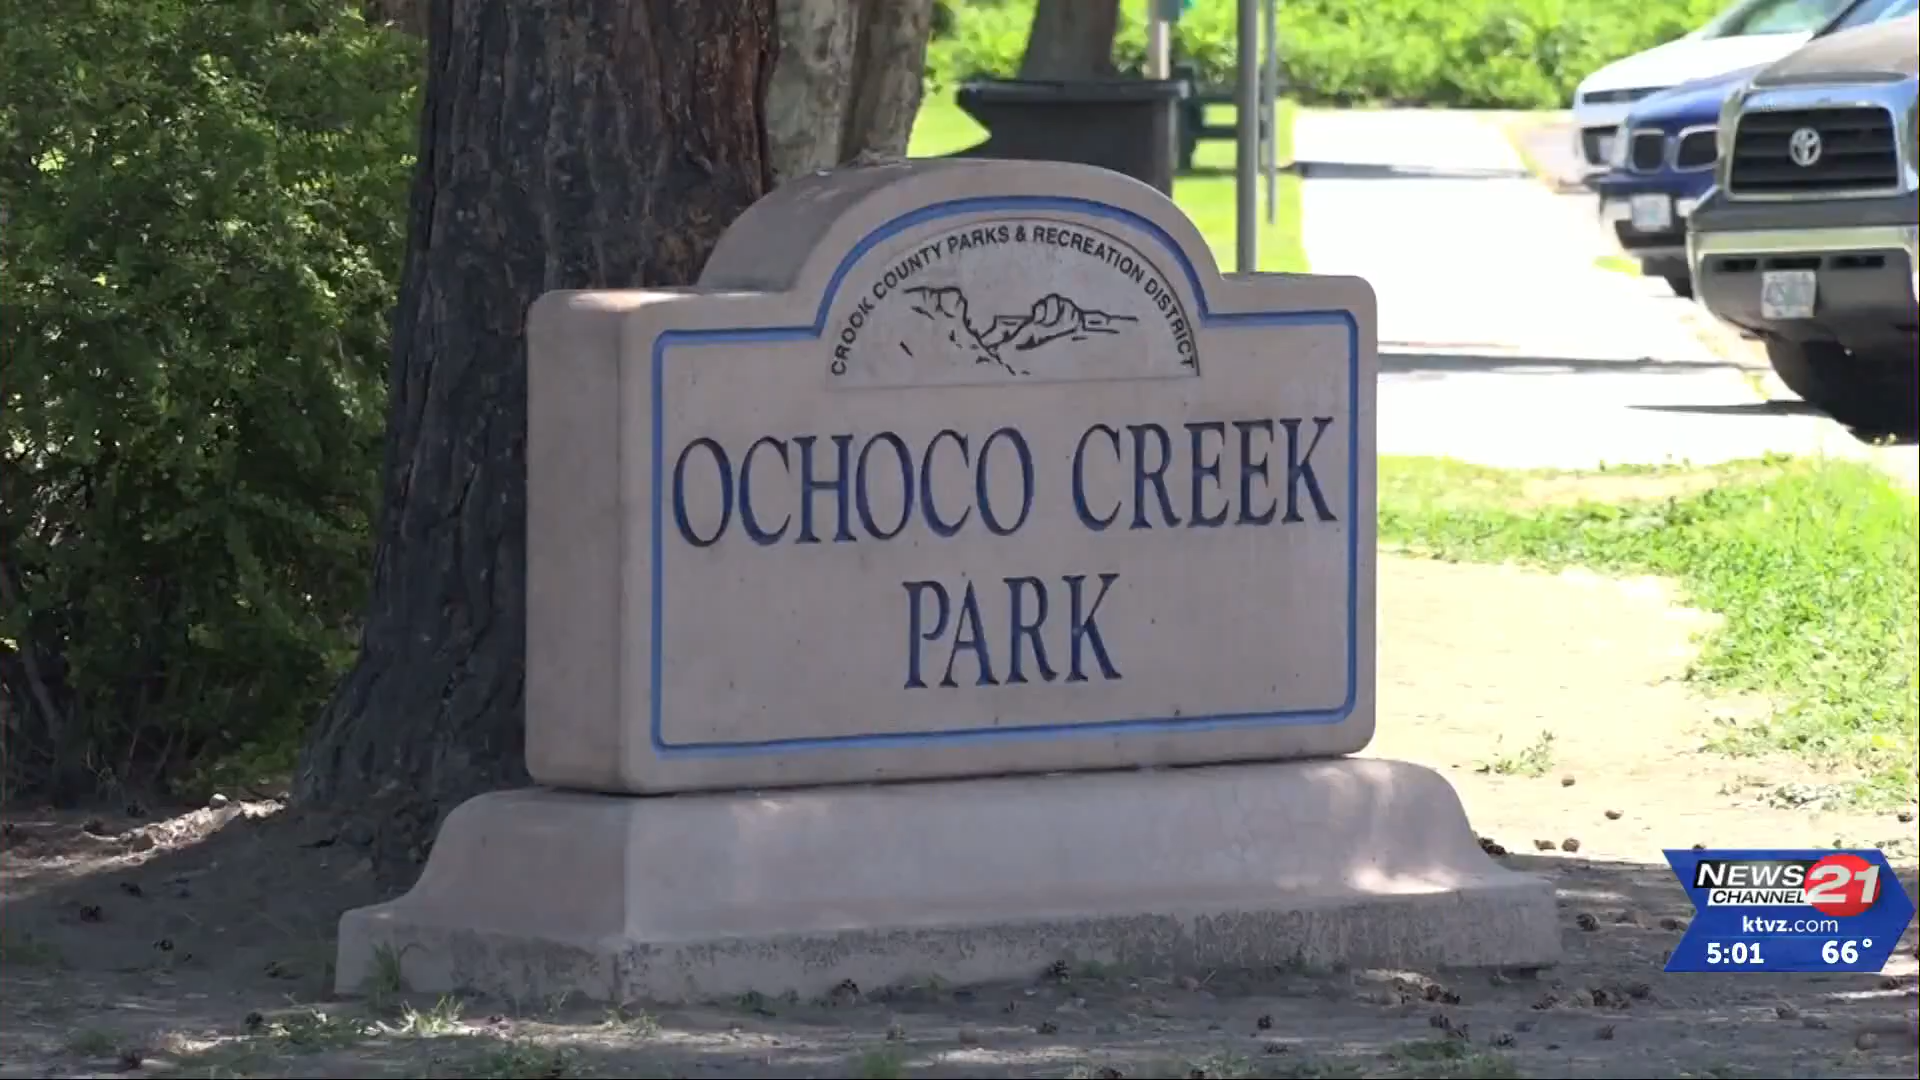 CROOK COUNTY PARKS & RECREATION DISTRICT
OCHOCO CREEK
PARK
NEWS
CHANNEL 21
ktvz.com
5:01 66°